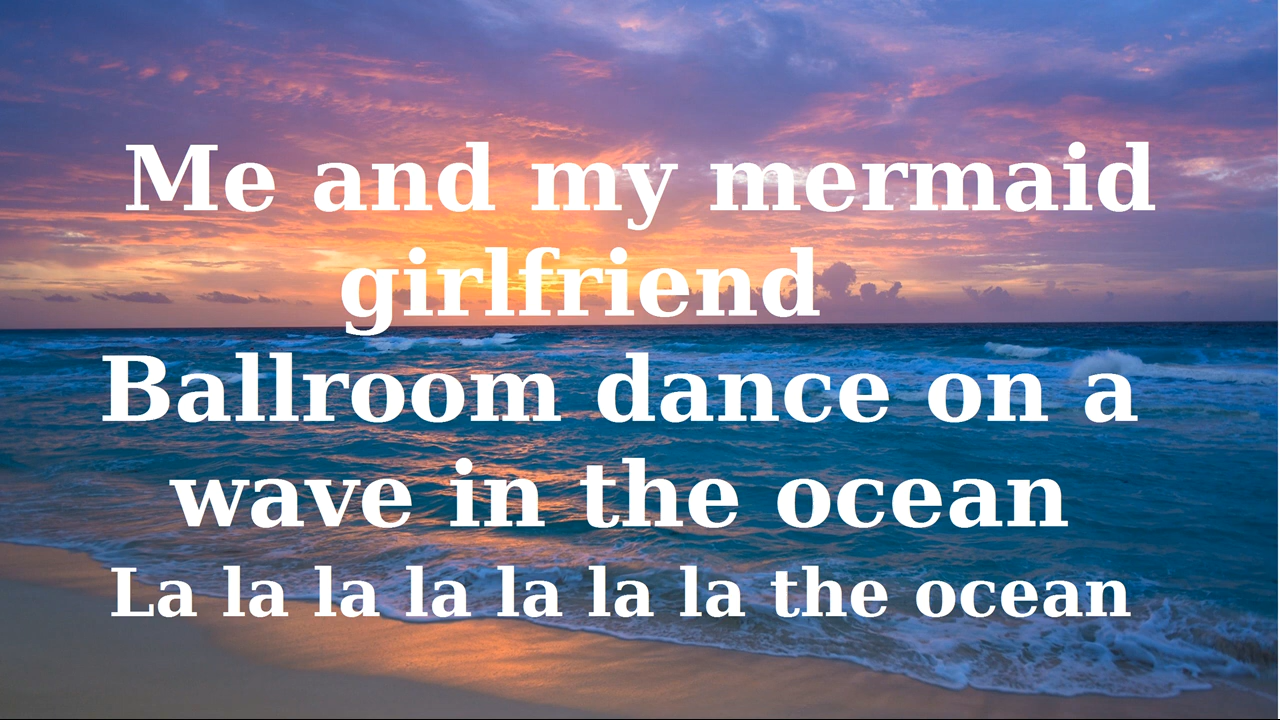 Me and my mermaid
girlfriend
Ballroom dance on a
wave in the ocean
La la la la la la la the ocean